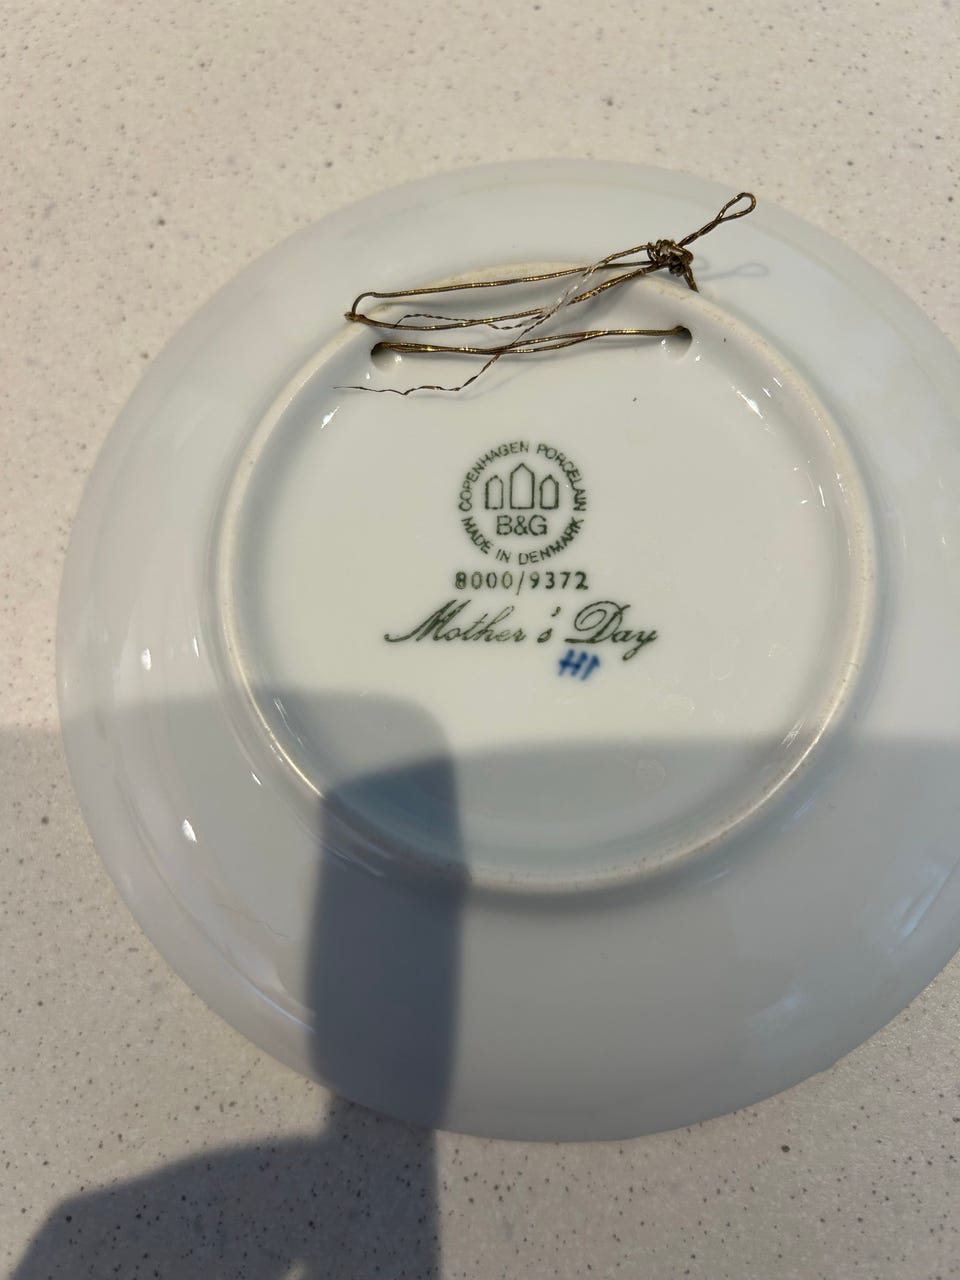 COPENHAGEN PORCELAIN
B&G
MADE IN DENMARK
8000/9372
Mother's Day